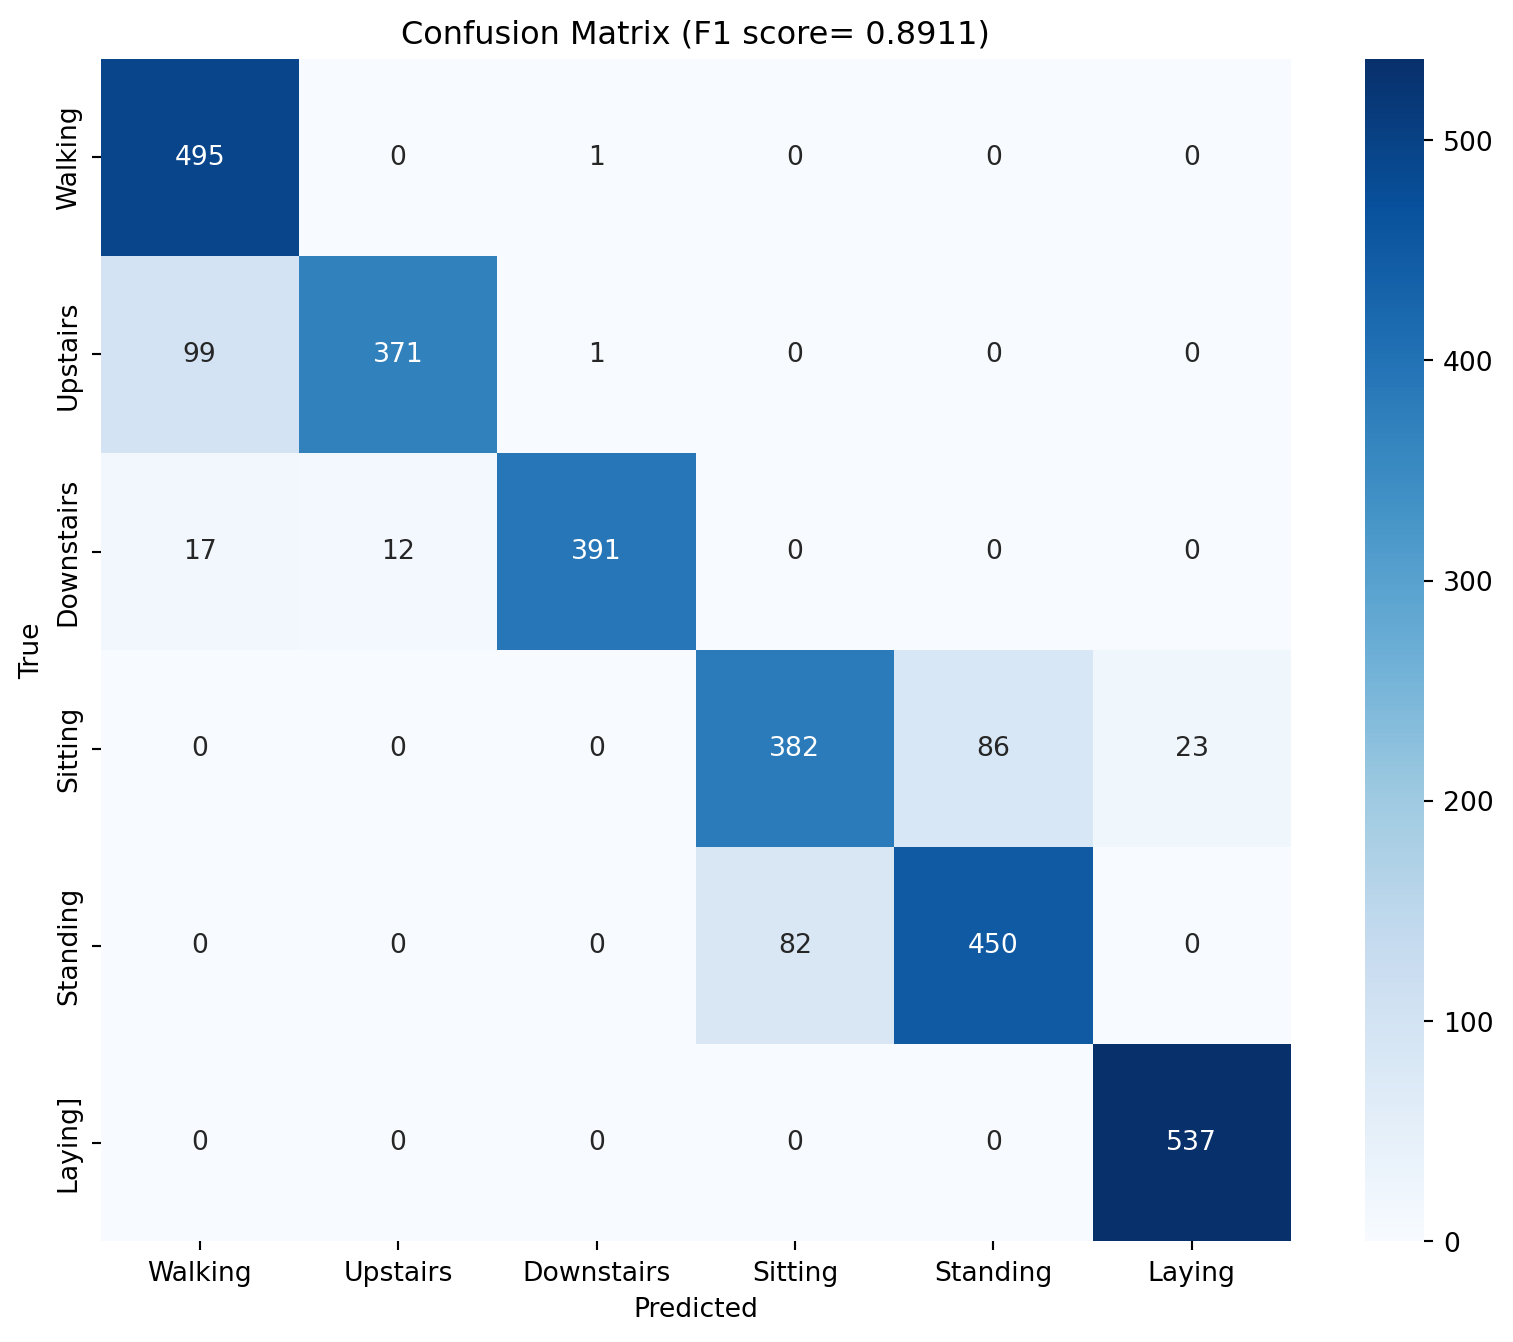 Confusion Matrix (F1 score= 0.8911)
Walking 495 0 1 0 0 0
Upstairs 99 371 1 0 0 0
Downstairs 17 12 391 0 0 0
Sitting 0 0 0 382 86 23
Standing 0 0 0 82 450 0
Laying] 0 0 0 0 0 537
True
Walking Upstairs Downstairs Sitting Standing Laying
Predicted
500
400
300
200
100
0